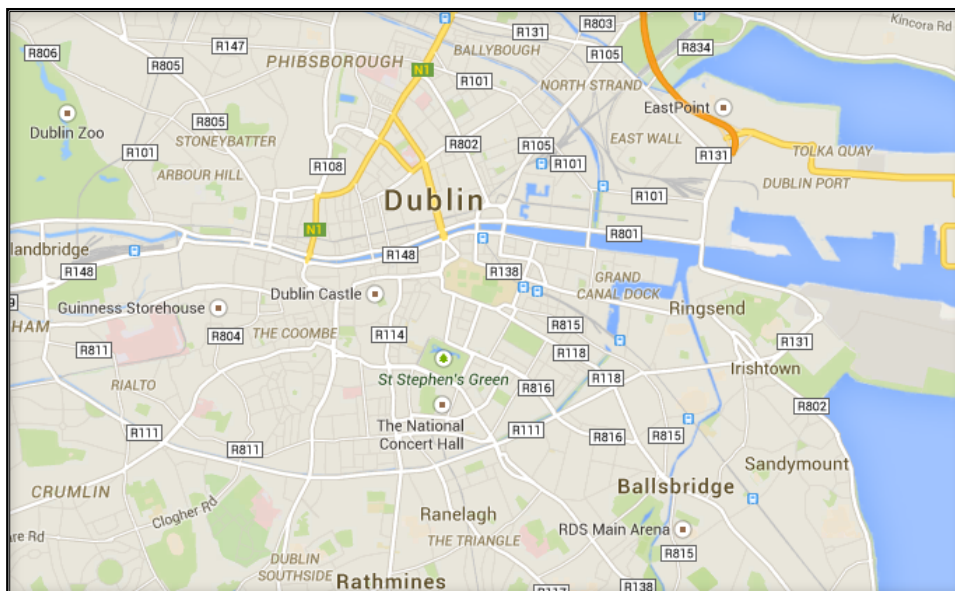 R803
Kincora Rd
R131
R806
R147
R834
BALLYBOUGH
R105
R805
PHIBSBOROUGH
N1
R101
NORTH STRAND
EastPoint
R805
Dublin Zoo
STONEYBATTER
EAST WALL
R802
R105
R101
R101
R131
TOLKA QUAY
R108
ARBOUR HILL
DUBLIN PORT
Dublin
R101
N1
R801
landbridge
R148
R148
R138
GRAND
CANAL DOCK
Dublin Castle
Guinness Storehouse
Ringsend
HAM
THE COOMBE
R804
R114
R815
R131
R811
R118
Irishtown
RIALTO
St Stephen's Green
R118
R816
R802
The National
Concert Hall
R111
R111
R816
R815
R811
Sandymount
CRUMLIN
Ballsbridge
Clogher Rd
Ranelagh
RDS Main Arena
are Rd
THE TRIANGLE
R815
DUBLIN
SOUTHSIDE
Rathmines
R138
R117